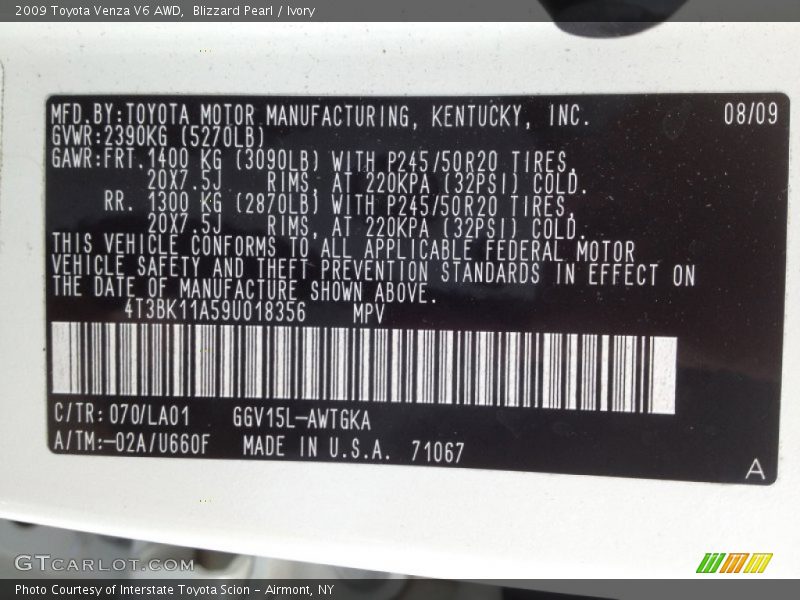 2009 Toyota Venza V6 AWD,  Blizzard Pearl / Ivory
MFD.BY:TOYOTA MOTOR MANUFACTURING, KENTUCKY, INC. 08/09
GVWR:2390KG (5270LB)
GAWR:FRT.1400 KG (3090LB) WITH P245/50R20 TIRES,
20X7.5J RIMS, AT 220KPA (32PSI) COLD.
RR. 1300 KG (2870LB) WITH P245/50R20 TIRES,
20X7.5J RIMS, AT 220KPA (32PSI) COLD.
THIS VEHICLE CONFORMS TO ALL APPLICABLE FEDERAL MOTOR
VEHICLE SAFETY AND THEFT PREVENTION STANDARDS IN EFFECT ON
THE DATE OF MANUFACTURE SHOWN ABOVE.
4T3BK11A59U018356 MPV
C/TR: 070/LA01 GGV15L-AWTGKA
A/TM:-02A/U660F MADE IN U.S.A. 71067
A
GTCARLOT.COM
Photo Courtesy of Interstate Toyota Scion - Airmont, NY